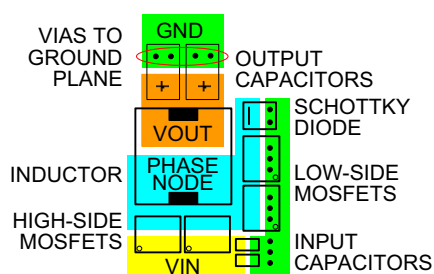 VIAS TO
GROUND
PLANE
GND
OUTPUT
CAPACITORS
SCHOTTKY
DIODE
VOUT
INDUCTOR
PHASE
NODE
LOW-SIDE
MOSFETS
HIGH-SIDE
MOSFETS
VIN
INPUT
CAPACITORS